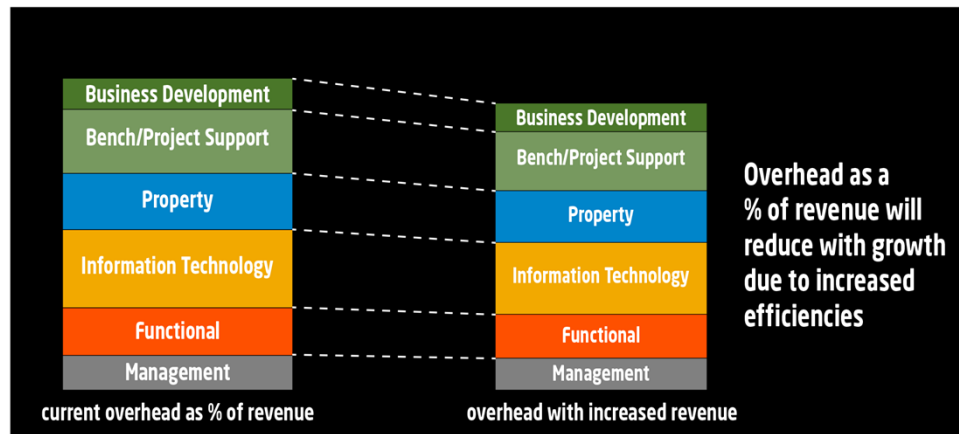 Business Development
Bench/Project Support
Property
Information Technology
Functional
Management
current overhead as % of revenue
Business Development
Bench/Project Support
Property
Information Technology
Functional
Management
overhead with increased revenue
Overhead as a
% of revenue will
reduce with growth
due to increased
efficiencies